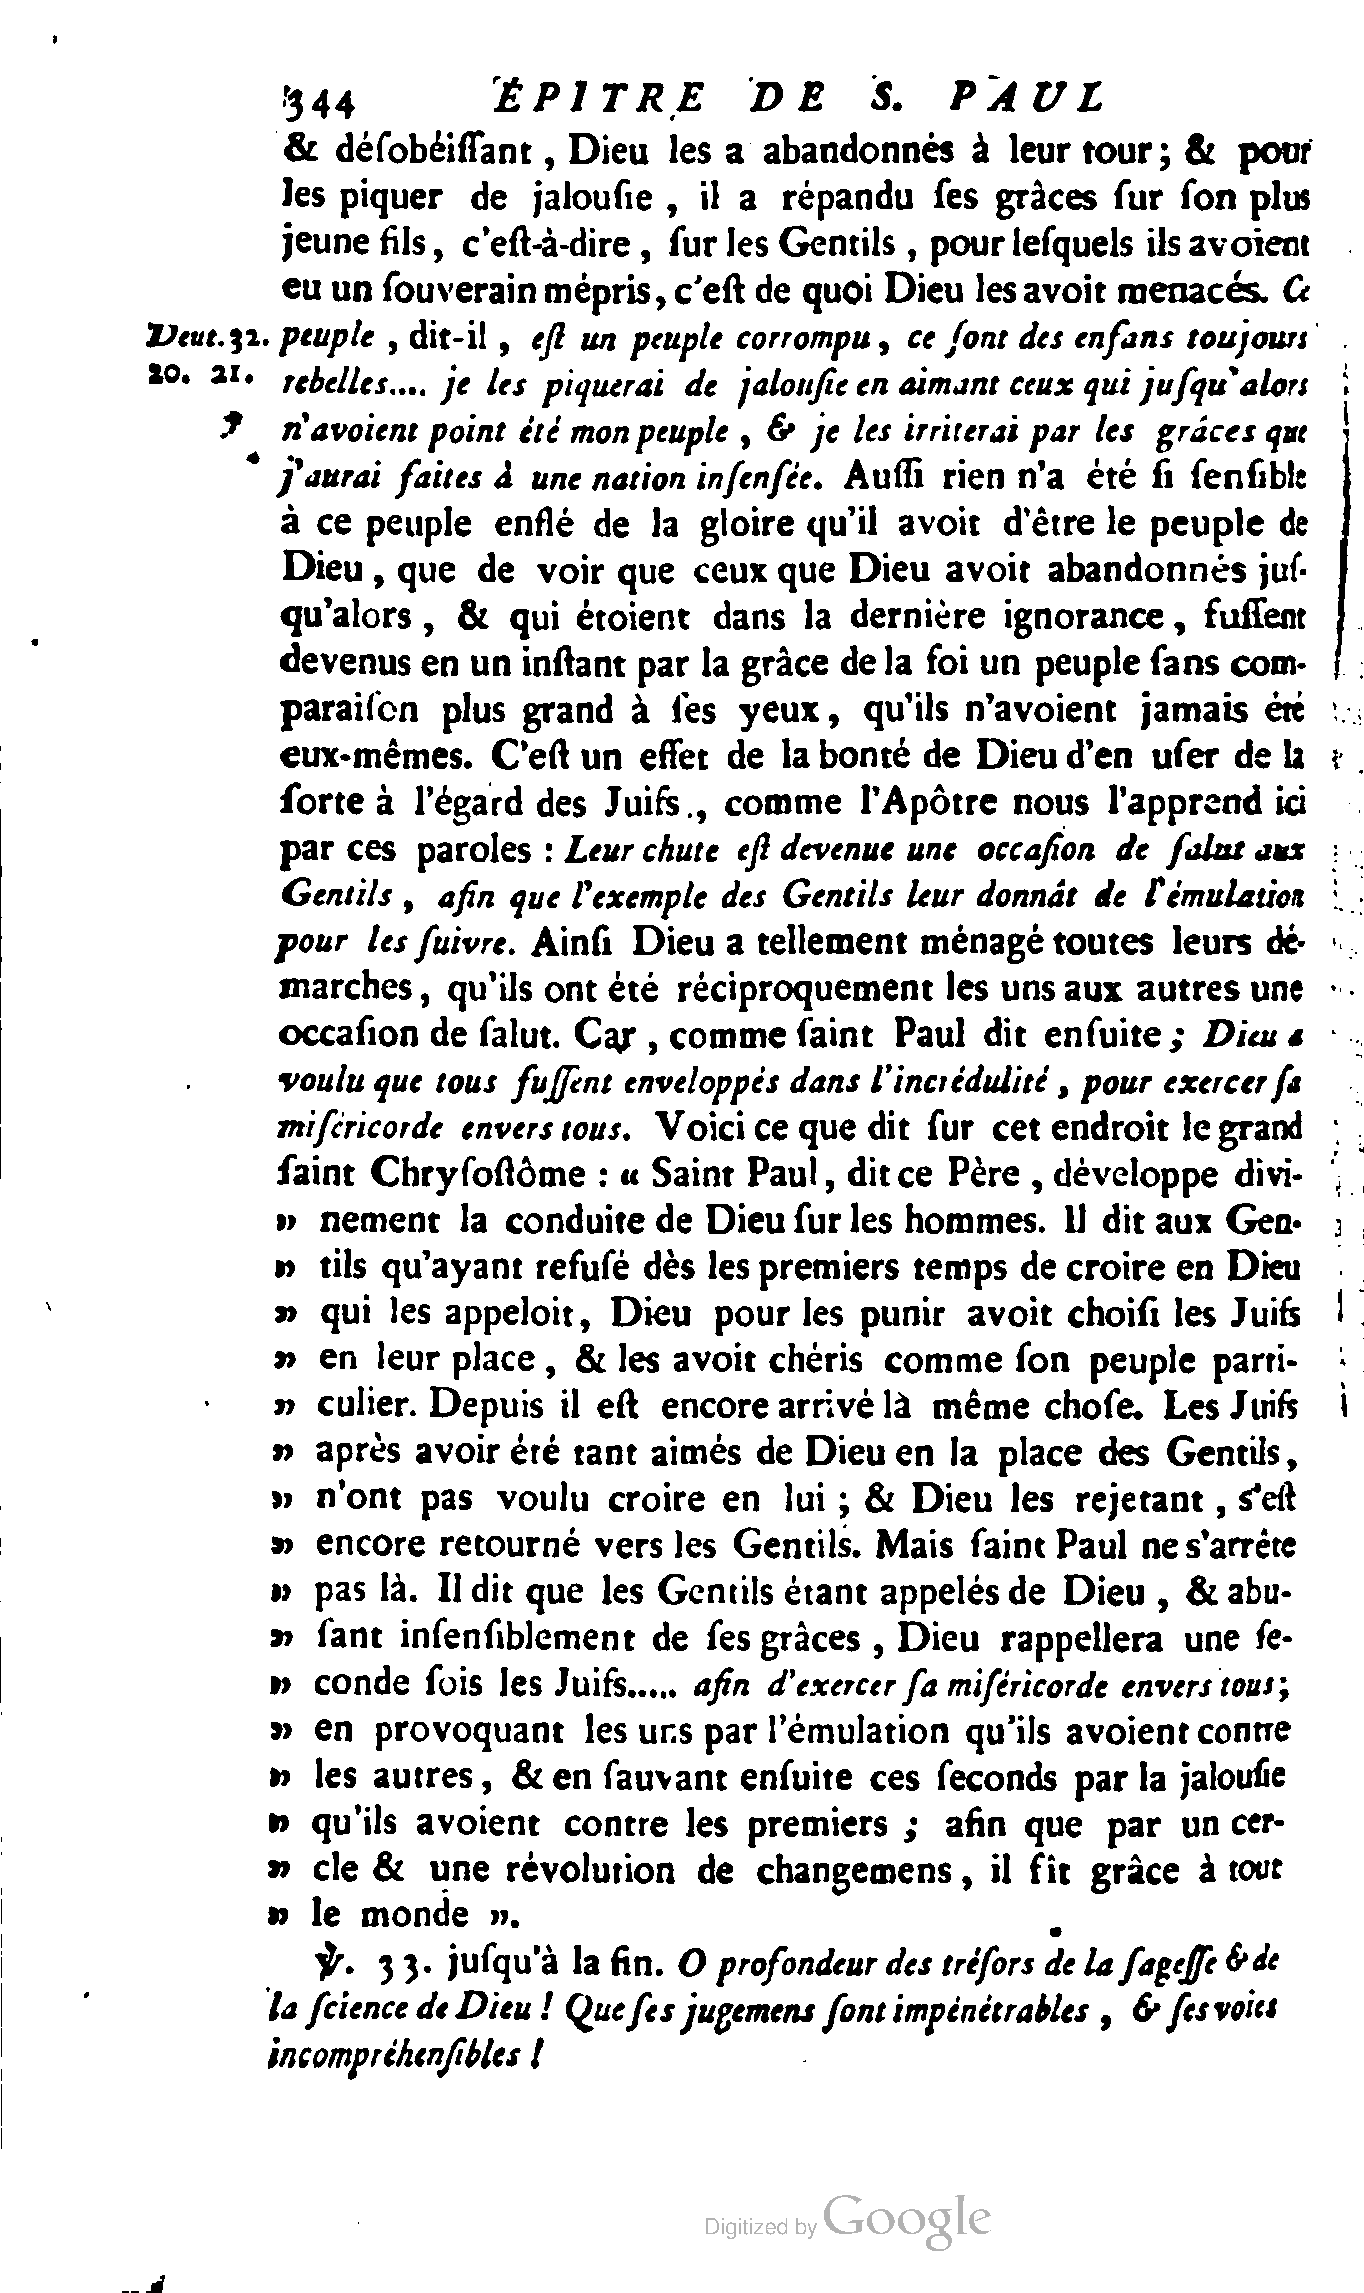 344 ÉPITRE DE S. PAUL
& déſobéiſſant, Dieu les a abandonnés à leur tour; & pour
les piquer de jalouſie, il a répandu ſes grâces ſur ſon plus
jeune fils, c'eſt-à-dire, ſur les Gentils, pour leſquels ils avoient
eu un ſouverain mépris, c'eſt de quoi Dieu les avoit menacés. Ce
Deut. 32. peuple, dit-il, eſt un peuple corrompu, ce ſont des enfans toujours
20. 21. rebelles.... je les piquerai de jalouſie en aimant ceux qui juſqu'alors
n'avoient point été mon peuple, & je les irriterai par les grâces que
j'aurai faites à une nation inſenſée. Auſſi rien n'a été ſi ſenſible
à ce peuple enflé de la gloire qu'il avoit d'être le peuple de
Dieu, que de voir que ceux que Dieu avoit abandonnés juſ-
qu'alors, & qui étoient dans la dernière ignorance, fuſſent
devenus en un inſtant par la grâce de la foi un peuple ſans com-
paraiſon plus grand à ſes yeux, qu'ils n'avoient jamais été
eux-mêmes. C'eſt un effet de la bonté de Dieu d'en uſer de la
ſorte à l'égard des Juifs., comme l'Apôtre nous l'apprend ici
par ces paroles : Leur chute eſt devenue une occaſion de ſalut aux
Gentils, afin que l'exemple des Gentils leur donnât de l'émulation
pour les ſuivre. Ainſi Dieu a tellement ménagé toutes leurs dé-
marches, qu'ils ont été réciproquement les uns aux autres une
occaſion de ſalut. Car, comme ſaint Paul dit enſuite; Dieu a
voulu que tous fuſſent enveloppés dans l'incrédulité, pour exercer ſa
miſéricorde envers tous. Voici ce que dit ſur cet endroit le grand
ſaint Chryſoſtôme : « Saint Paul, dit ce Père, développe divi-
» nement la conduite de Dieu ſur les hommes. Il dit aux Gen-
» tils qu'ayant refuſé dès les premiers temps de croire en Dieu
» qui les appeloit, Dieu pour les punir avoit choiſi les Juifs
» en leur place, & les avoit chéris comme ſon peuple parti-
» culier. Depuis il eſt encore arrivé là même choſe. Les Juifs
» après avoir été tant aimés de Dieu en la place des Gentils,
» n'ont pas voulu croire en lui ; & Dieu les rejetant, s'eſt
» encore retourné vers les Gentils. Mais ſaint Paul ne s'arrête
» pas là. Il dit que les Gentils étant appelés de Dieu, & abu-
» ſant inſenſiblement de ſes grâces, Dieu rappellera une ſe-
» conde fois les Juifs..... afin d'exercer ſa miſéricorde envers tous;
» en provoquant les uns par l'émulation qu'ils avoient contre
» les autres, & en ſauvant enſuite ces ſeconds par la jalouſie
» qu'ils avoient contre les premiers ; afin que par un cer-
» cle & une révolution de changemens, il fît grâce à tout
» le monde ».
℣. 33. juſqu'à la fin. O profondeur des tréſors de la ſageſſe & de
la ſcience de Dieu ! Que ſes jugemens ſont impénétrables, & ſes voies
incompréhenſibles !
Digitized by Google